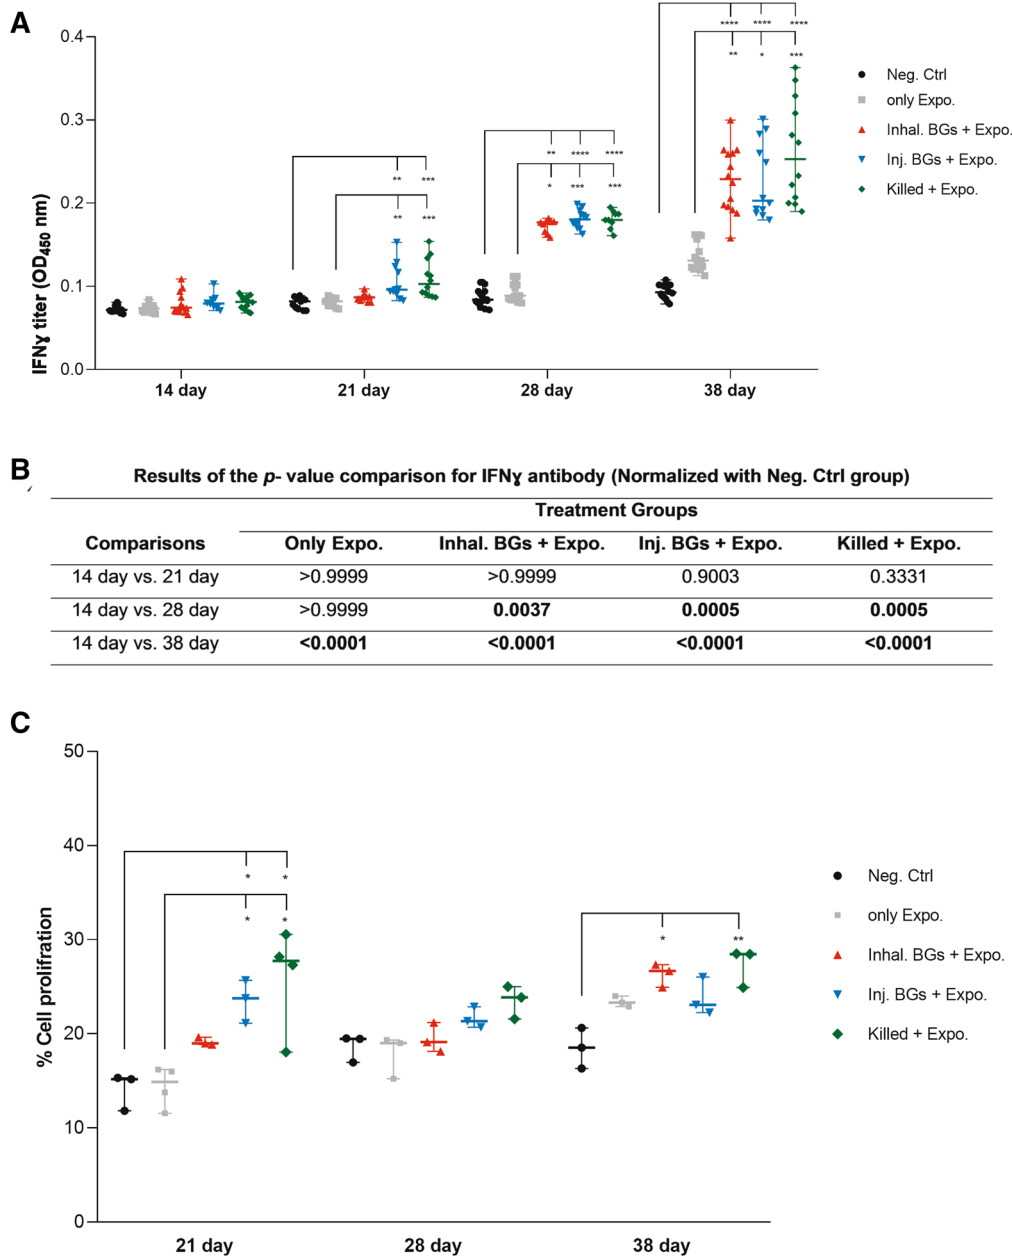 A
IFNɣ titer (OD450 nm)
0.4
0.3
0.2
0.1
0.0
** ***
** ***
** **** ****
* *** ***
**** **** ****
** * ***
14 day 21 day 28 day 38 day
Neg. Ctrl
only Expo.
Inhal. BGs + Expo.
Inj. BGs + Expo.
Killed + Expo.
B
Results of the p- value comparison for IFNɣ antibody (Normalized with Neg. Ctrl group)
Treatment Groups
Comparisons Only Expo. Inhal. BGs + Expo. Inj. BGs + Expo. Killed + Expo.
14 day vs. 21 day >0.9999 >0.9999 0.9003 0.3331
14 day vs. 28 day >0.9999 0.0037 0.0005 0.0005
14 day vs. 38 day <0.0001 <0.0001 <0.0001 <0.0001
C
% Cell prolifration
50
40
30
20
10
0
* *
* *
* **
21 day 28 day 38 day
Neg. Ctrl
only Expo.
Inhal. BGs + Expo.
Inj. BGs + Expo.
Killed + Expo.